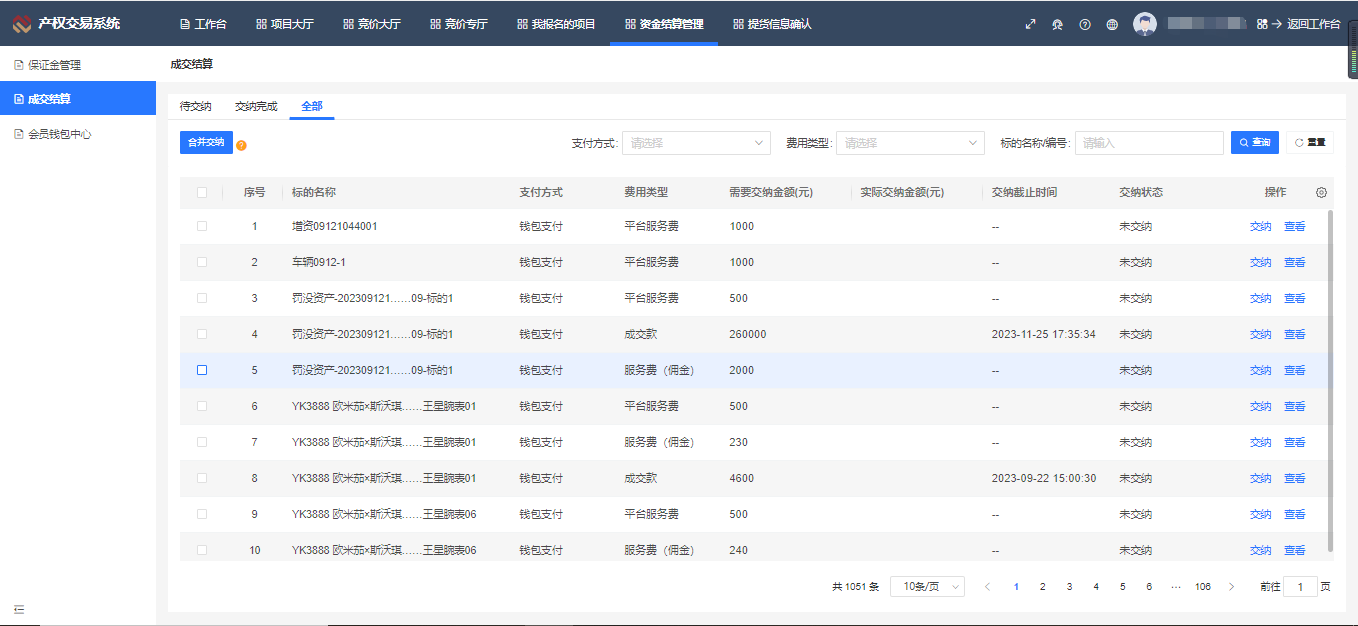 产权交易系统 工作台 项目大厅 竞价大厅 竞价专厅 我报名的项目 资金结算管理 提货信息确认 返回工作台
保证金管理
成交结算
会员钱包中心
成交结算
待交纳 交纳完成 全部
合并交纳 ? 支付方式: 请选择 费用类型: 请选择 标的名称/编号: 请输入 查询 重置
序号 标的名称 支付方式 费用类型 需要交纳金额(元) 实际交纳金额(元) 交纳截止时间 交纳状态 操作
1 增资09121044001 钱包支付 平台服务费 1000 -- 未交纳 交纳 查看
2 车辆0912-1 钱包支付 平台服务费 1000 -- 未交纳 交纳 查看
3 罚没资产-202309121……09-标的1 钱包支付 平台服务费 500 -- 未交纳 交纳 查看
4 罚没资产-202309121……09-标的1 钱包支付 成交款 260000 2023-11-25 17:35:34 未交纳 交纳 查看
5 罚没资产-202309121……09-标的1 钱包支付 服务费（佣金） 2000 -- 未交纳 交纳 查看
6 YK3888 欧米茄×斯沃琪……王星腕表01 钱包支付 平台服务费 500 -- 未交纳 交纳 查看
7 YK3888 欧米茄×斯沃琪……王星腕表01 钱包支付 服务费（佣金） 230 -- 未交纳 交纳 查看
8 YK3888 欧米茄×斯沃琪……王星腕表01 钱包支付 成交款 4600 2023-09-22 15:00:30 未交纳 交纳 查看
9 YK3888 欧米茄×斯沃琪……王星腕表06 钱包支付 平台服务费 500 -- 未交纳 交纳 查看
10 YK3888 欧米茄×斯沃琪……王星腕表06 钱包支付 服务费（佣金） 240 -- 未交纳 交纳 查看
共 1051 条 10条/页 1 2 3 4 5 6 ··· 106 前往 1 页